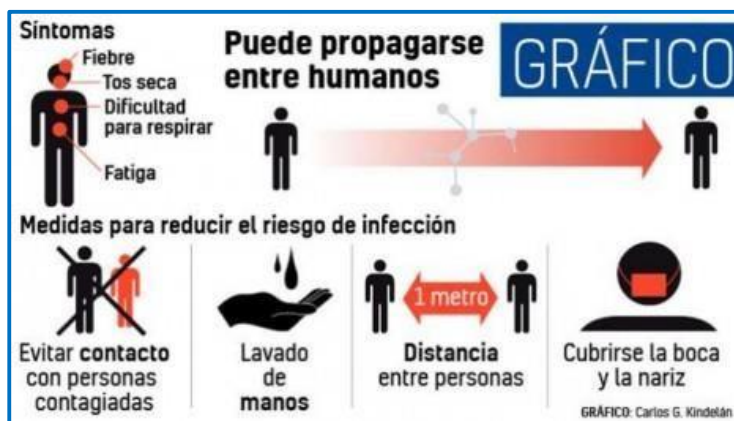 Síntomas
Fiebre
Tos seca
Dificultad
para respirar
Fatiga
Puede propagarse
entre humanos
GRÁFICO
Medidas para reducir el riesgo de infección
Evitar contacto
con personas
contagiadas
Lavado
de
manos
1 metro
Distancia
entre personas
Cubrirse la boca
y la nariz
GRÁFICO: Carlos G. Kindelán